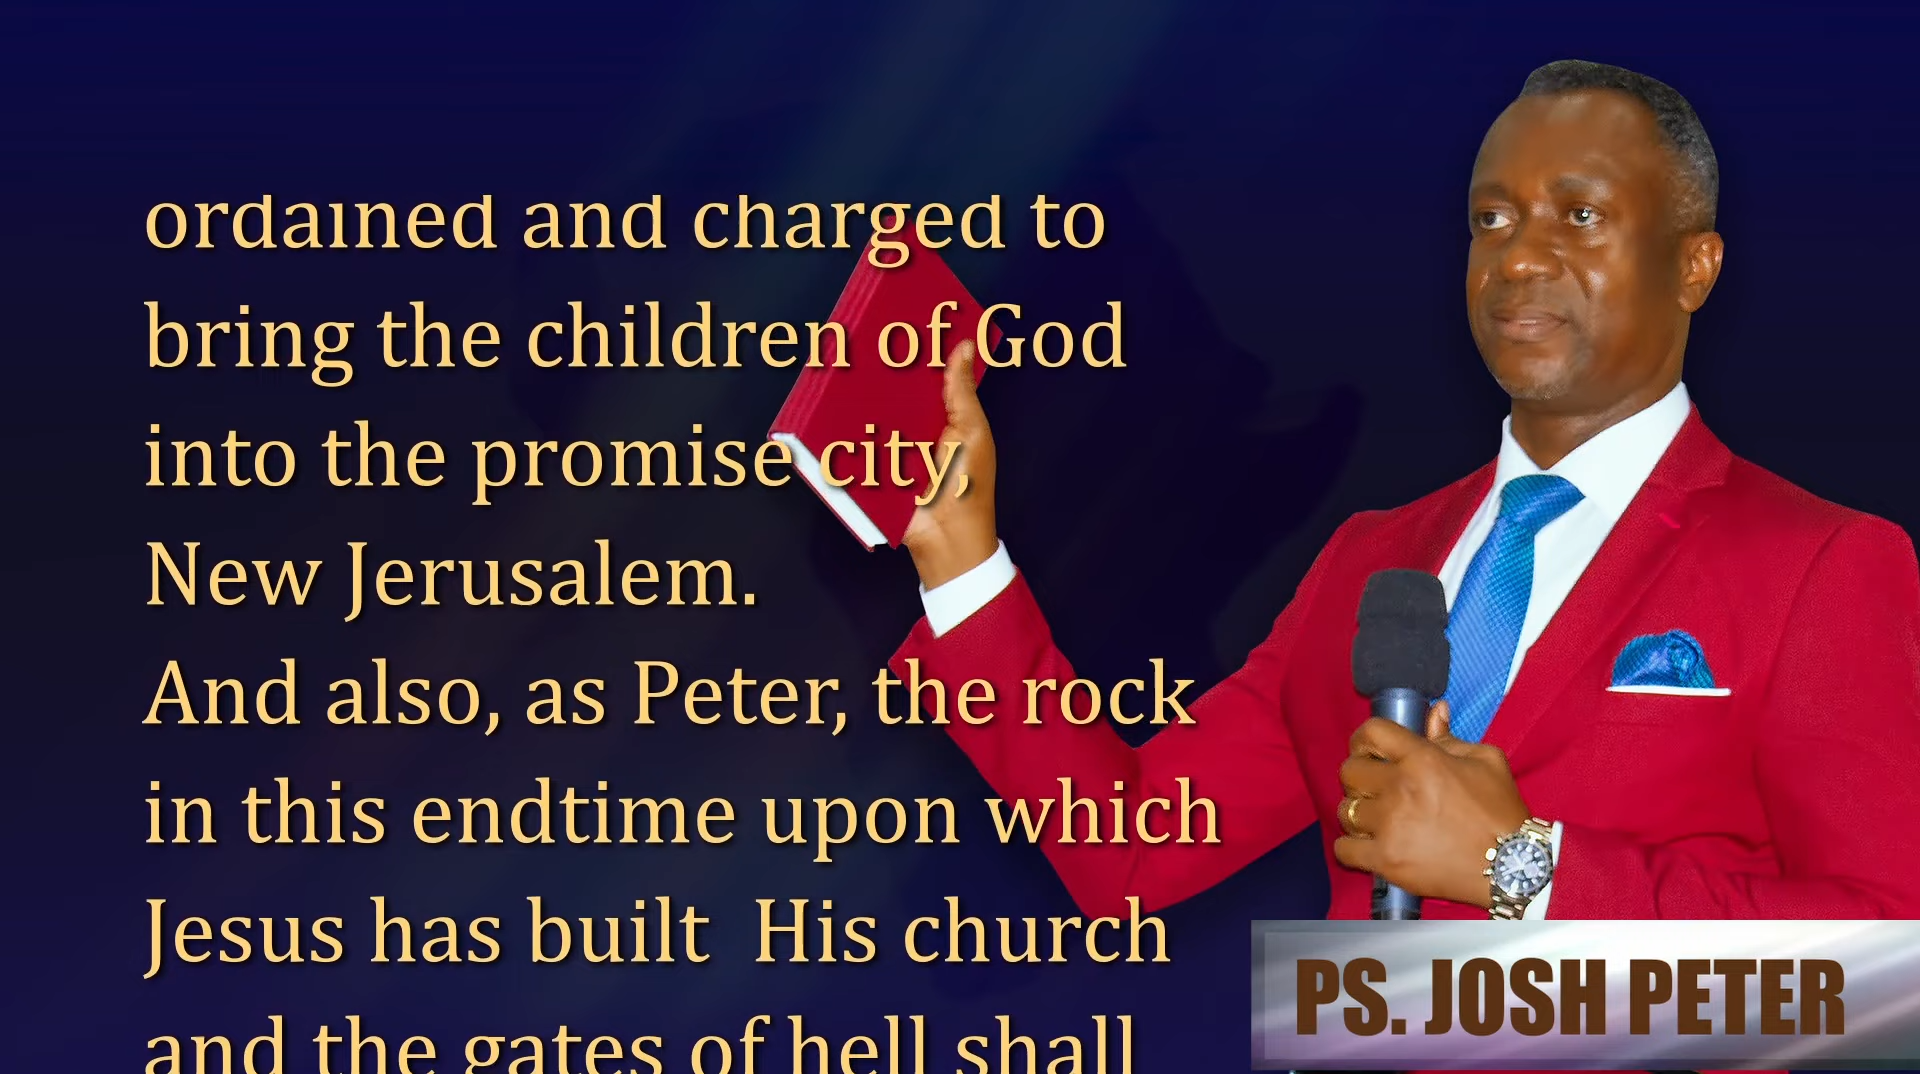 ordained and charged to
bring the children of God
into the promise city,
New Jerusalem.
And also, as Peter, the rock
in this endtime upon which
Jesus has built  His church
and the gates of hell shall
PS. JOSH PETER